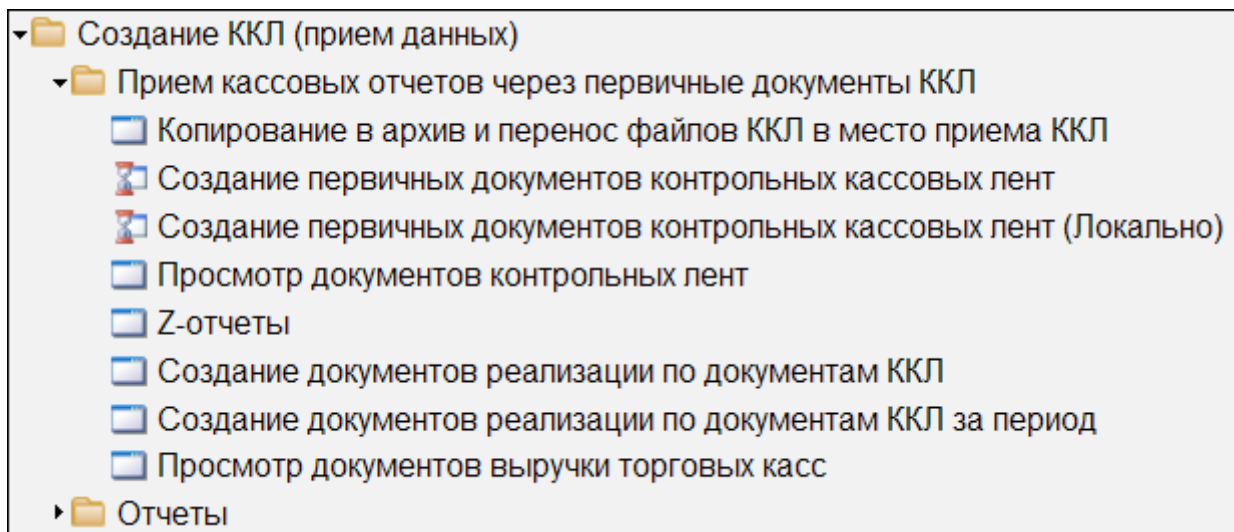 Создание ККЛ (прием данных)
Прием кассовых отчетов через первичные документы ККЛ
Копирование в архив и перенос файлов ККЛ в место приема ККЛ
Создание первичных документов контрольных кассовых лент
Создание первичных документов контрольных кассовых лент (Локально)
Просмотр документов контрольных лент
Z-отчеты
Создание документов реализации по документам ККЛ
Создание документов реализации по документам ККЛ за период
Просмотр документов выручки торговых касс
Отчеты